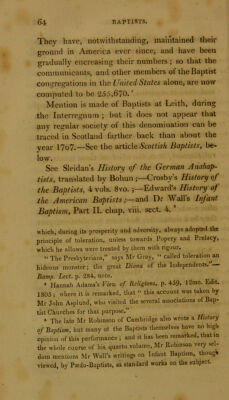 64 BAPTISTS.
They have, notwithstanding, maintained their
ground in America ever since, and have been
gradually encreasing their numbers; so that the
communicants, and other members of the Baptist
congregations in the United States alone, are now
computed to be 255,670.*
Mention is made of Baptists at Leith, during
the Interregnum; but it does not appear that
any regular society of this denomination can be
traced in Scotland farther back than about the
year 1767.—See the article Scottish Baptists, be-
low.
See Sleidan's History of the German Anabap-
tists, translated by Bohun;—Crosby's History of
the Baptists, 4 vols. 8vo.;—Edward's History of
the American Baptists;—and Dr Wall's Infant
Baptism, Part II. chap. viii. sect. 4.
which, during its prosperity and adversity, always adopted the
principle of toleration, unless towards Popery and Prelacy,
which he allows were treated by them with rigour.
" The Presbyterians," says Mr Gray, " called toleration an
hideous monster; the great Diana of the Independents."—
Bamp. Lect. p. 284, note.
* Hannah Adams's View of Religions, p. 459, 12mo. Edit.
1805; where it is remarked, that " this account was taken by
Mr John Asplund, who visited the several associations of Bap-
tist Churches for that purpose."
The late Mr Robinson of Cambridge also wrote a History
of Baptism, but many of the Baptists themselves have no high
opinion of this performance; and it has been remarked, that in
the whole course of his quarto volume, Mr Robinson very sel-
dom mentions Mr Wall's writings on Infant Baptism, though
viewed, by Pædo-Baptists, as standard works on the subject.